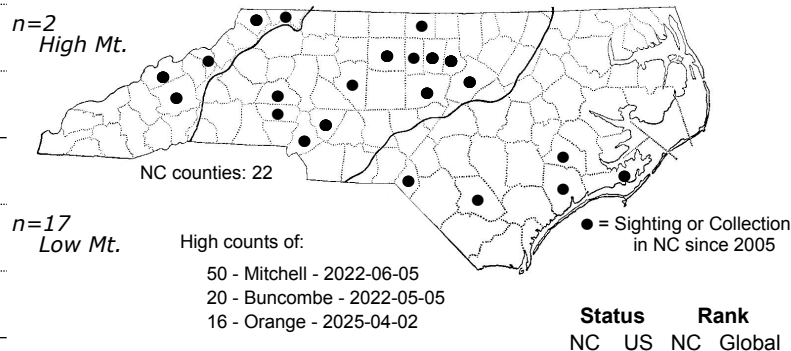 n=2
High Mt.
NC counties: 22
n=17
Low Mt.
High counts of:
50 - Mitchell - 2022-06-05
20 - Buncombe - 2022-05-05
16 - Orange - 2025-04-02
● = Sighting or Collection
in NC since 2005
Status Rank
NC US NC Global